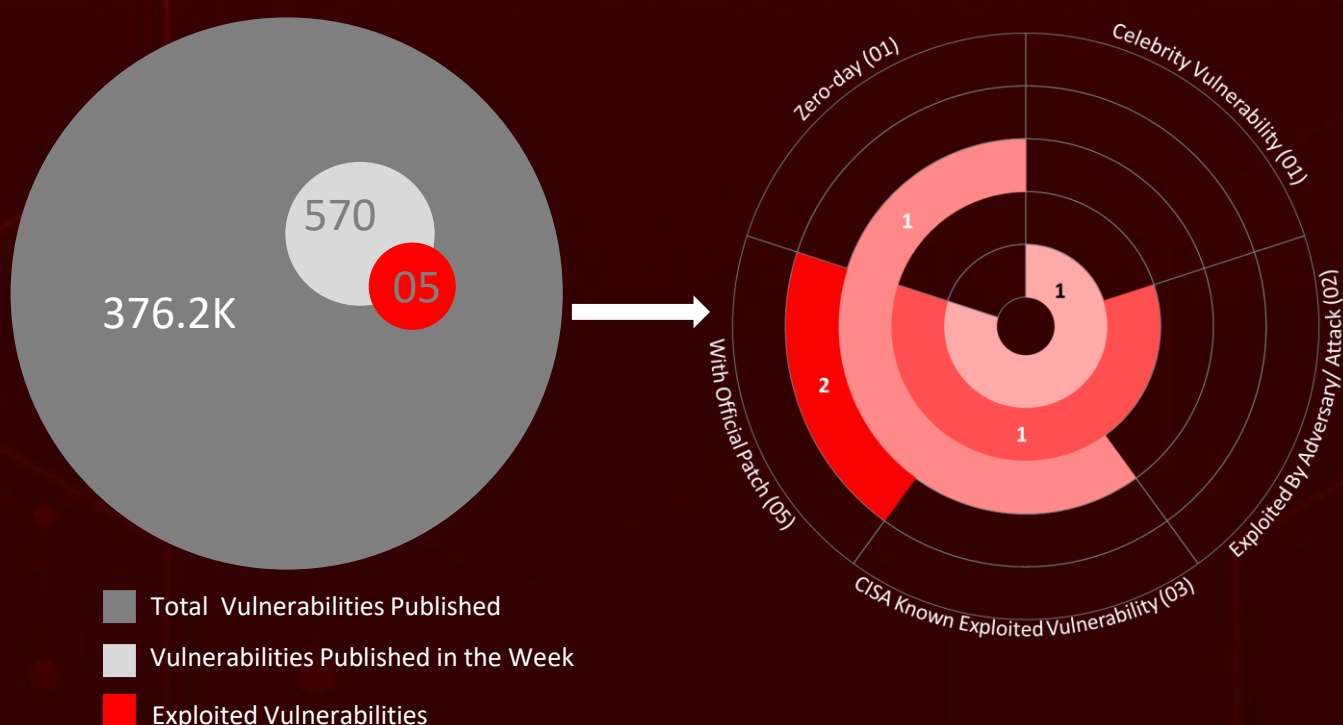 376.2K
570
05
Total Vulnerabilities Published
Vulnerabilities Published in the Week
Exploited Vulnerabilities
Zero-day (01)
Celebrity Vulnerability (01)
Exploited By Adversary/ Attack (02)
CISA Known Exploited Vulnerability (03)
With Official Patch (05)
1
1
2
1